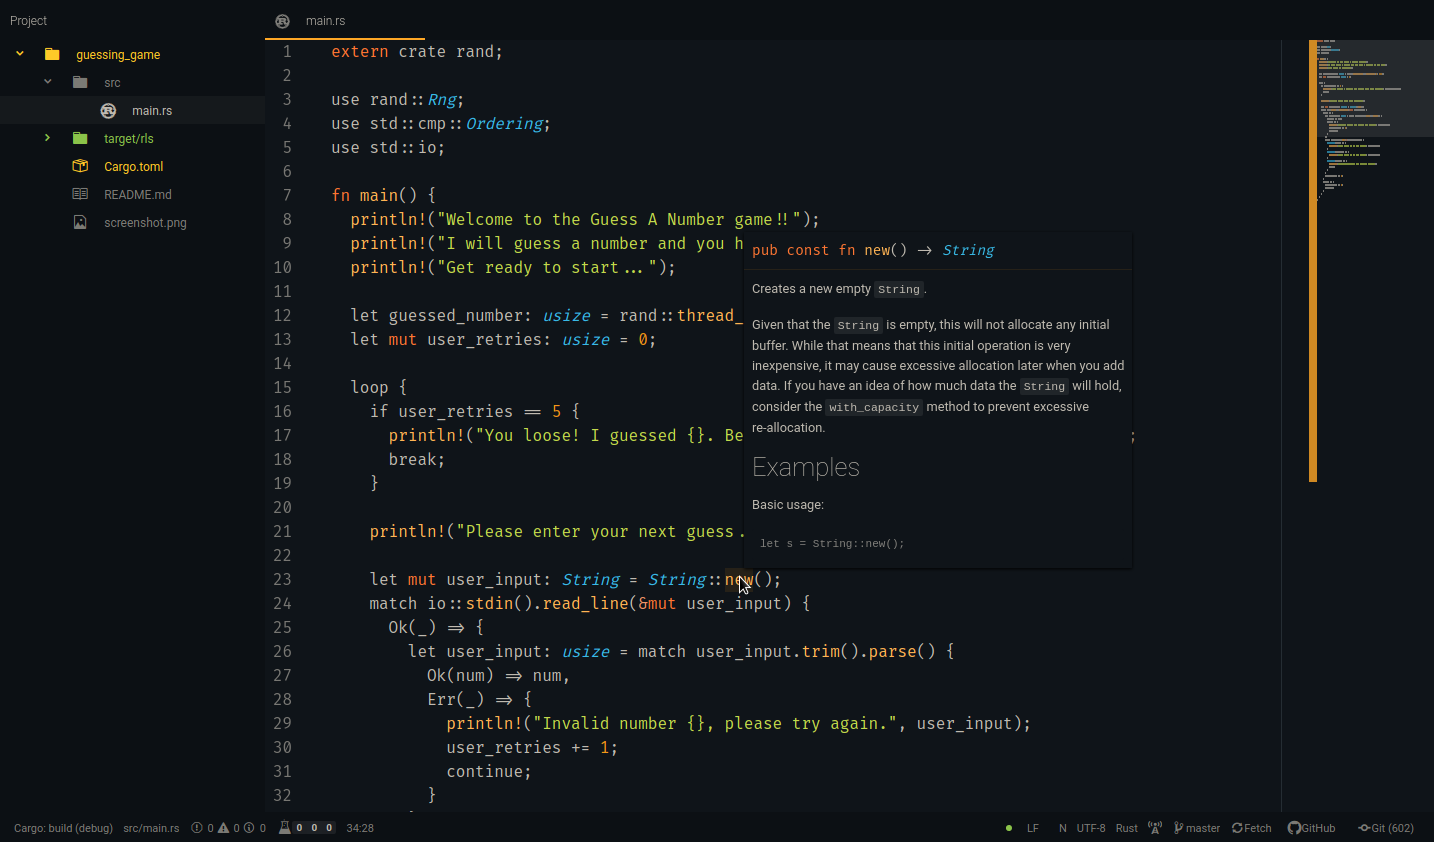 Project
main.rs
guessing_game
src
main.rs
target/rls
Cargo.toml
README.md
screenshot.png
1 extern crate rand;
2
3 use rand::Rng;
4 use std::cmp::Ordering;
5 use std::io;
6
7 fn main() {
8 println!("Welcome to the Guess A Number game!!");
9 println!("I will guess a number and you h
10 println!("Get ready to start...");
11
12 let guessed_number: usize = rand::thread_
13 let mut user_retries: usize = 0;
14
15 loop {
16 if user_retries == 5 {
17 println!("You loose! I guessed {}. Be ;
18 break;
19 }
20
21 println!("Please enter your next guess.
22
23 let mut user_input: String = String::new();
24 match io::stdin().read_line(&mut user_input) {
25 Ok(_) => {
26 let user_input: usize = match user_input.trim().parse() {
27 Ok(num) => num,
28 Err(_) => {
29 println!("Invalid number {}, please try again.", user_input);
30 user_retries += 1;
31 continue;
32 }
pub const fn new() -> String
Creates a new empty String.
Given that the String is empty, this will not allocate any initial
buffer. While that means that this initial operation is very
inexpensive, it may cause excessive allocation later when you add
data. If you have an idea of how much data the String will hold,
consider the with_capacity method to prevent excessive
re-allocation.
Examples
Basic usage:
let s = String::new();
Cargo: build (debug) src/main.rs 0 0 0 0 0 0 34:28 LF N UTF-8 Rust master Fetch GitHub Git (602)